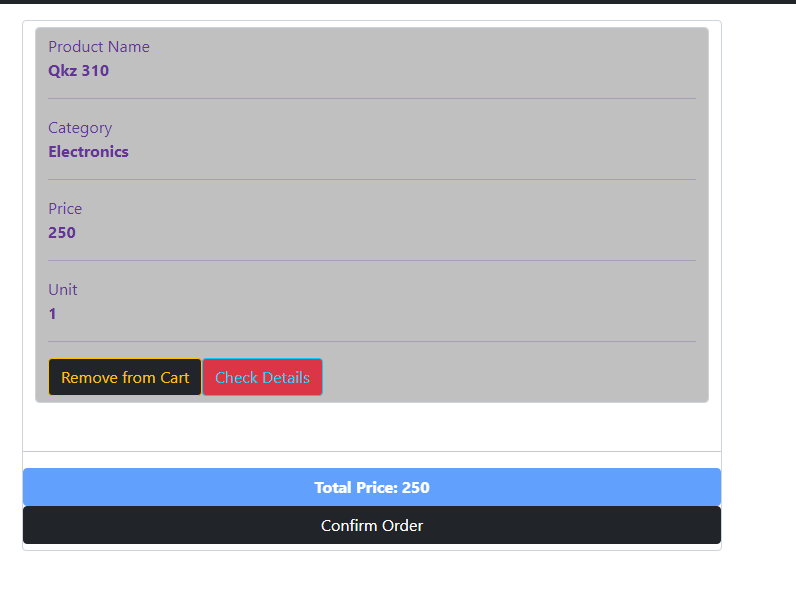 Product Name
Qkz 310
Category
Electronics
Price
250
Unit
1
Remove from Cart Check Details
Total Price: 250
Confirm Order